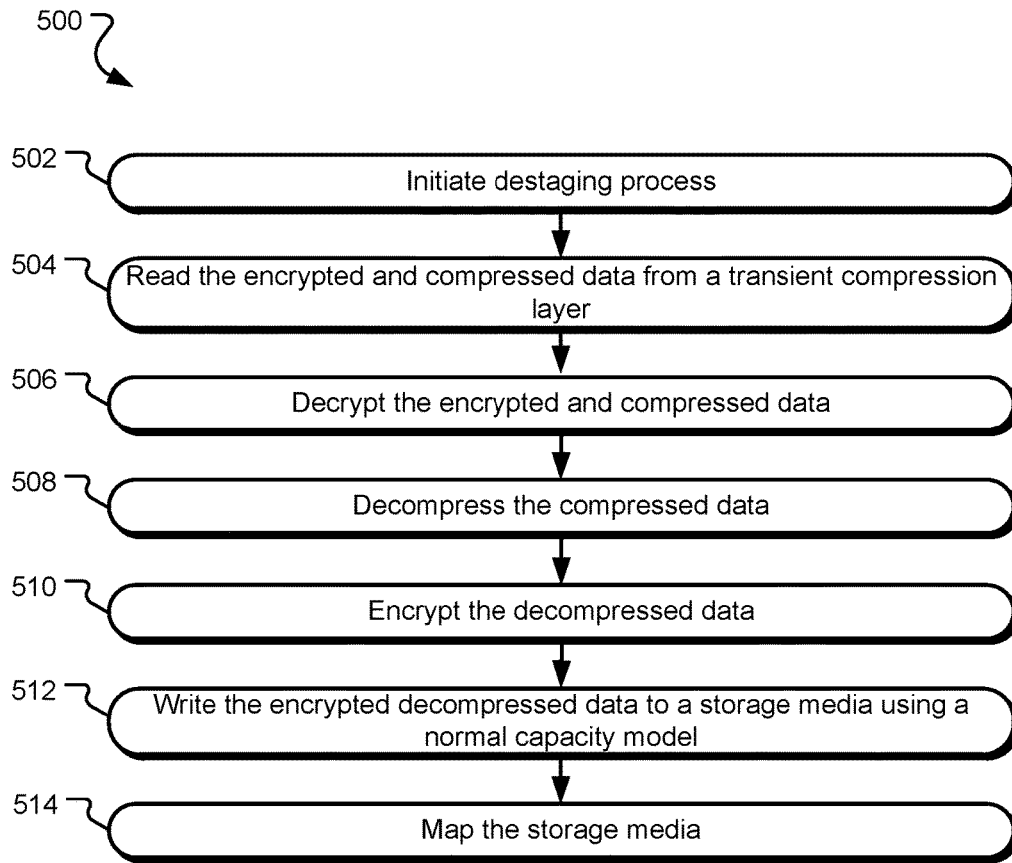 500
502
Initiate destaging process
504
Read the encrypted and compressed data from a transient compression
layer
506
Decrypt the encrypted and compressed data
508
Decompress the compressed data
510
Encrypt the decompressed data
512
Write the encrypted decompressed data to a storage media using a
normal capacity model
514
Map the storage media